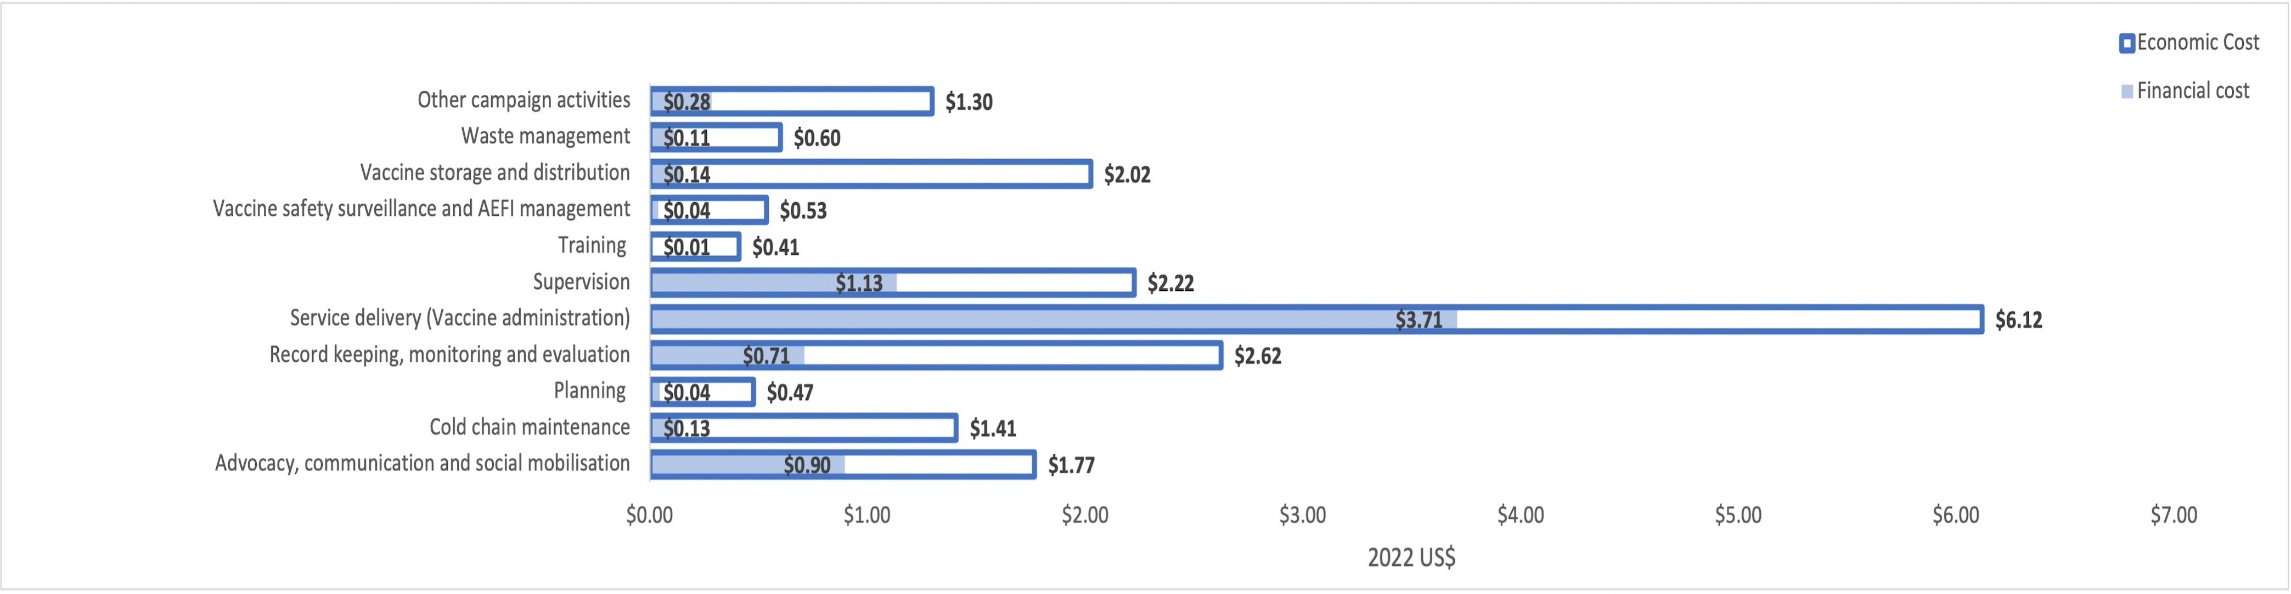 Economic Cost
Financial cost
Other campaign activities $0.28 $1.30
Waste management $0.11 $0.60
Vaccine storage and distribution $0.14 $2.02
Vaccine safety surveillance and AEFI management $0.04 $0.53
Training $0.01 $0.41
Supervision $1.13 $2.22
Service delivery (Vaccine administration) $3.71 $6.12
Record keeping, monitoring and evaluation $0.71 $2.62
Planning $0.04 $0.47
Cold chain maintenance $0.13 $1.41
Advocacy, communication and social mobilisation $0.90 $1.77
$0.00 $1.00 $2.00 $3.00 $4.00 $5.00 $6.00 $7.00
2022 US$